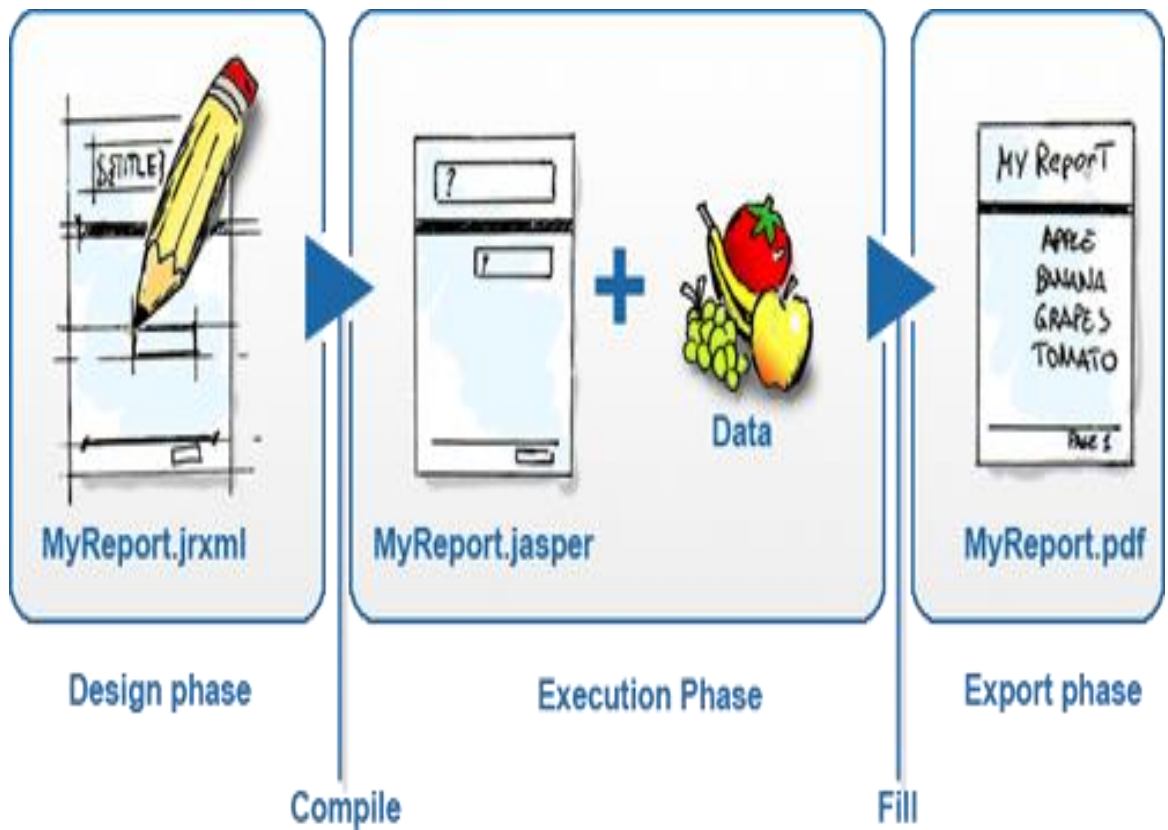 ${TITLE}
MyReport.jrxml
?
?
MyReport.jasper
+
Data
MY RePorT
APPLE
BANANA
GRAPES
TOMATO
PAGE 1
MyReport.pdf
Design phase
Execution Phase
Export phase
Compile
Fill